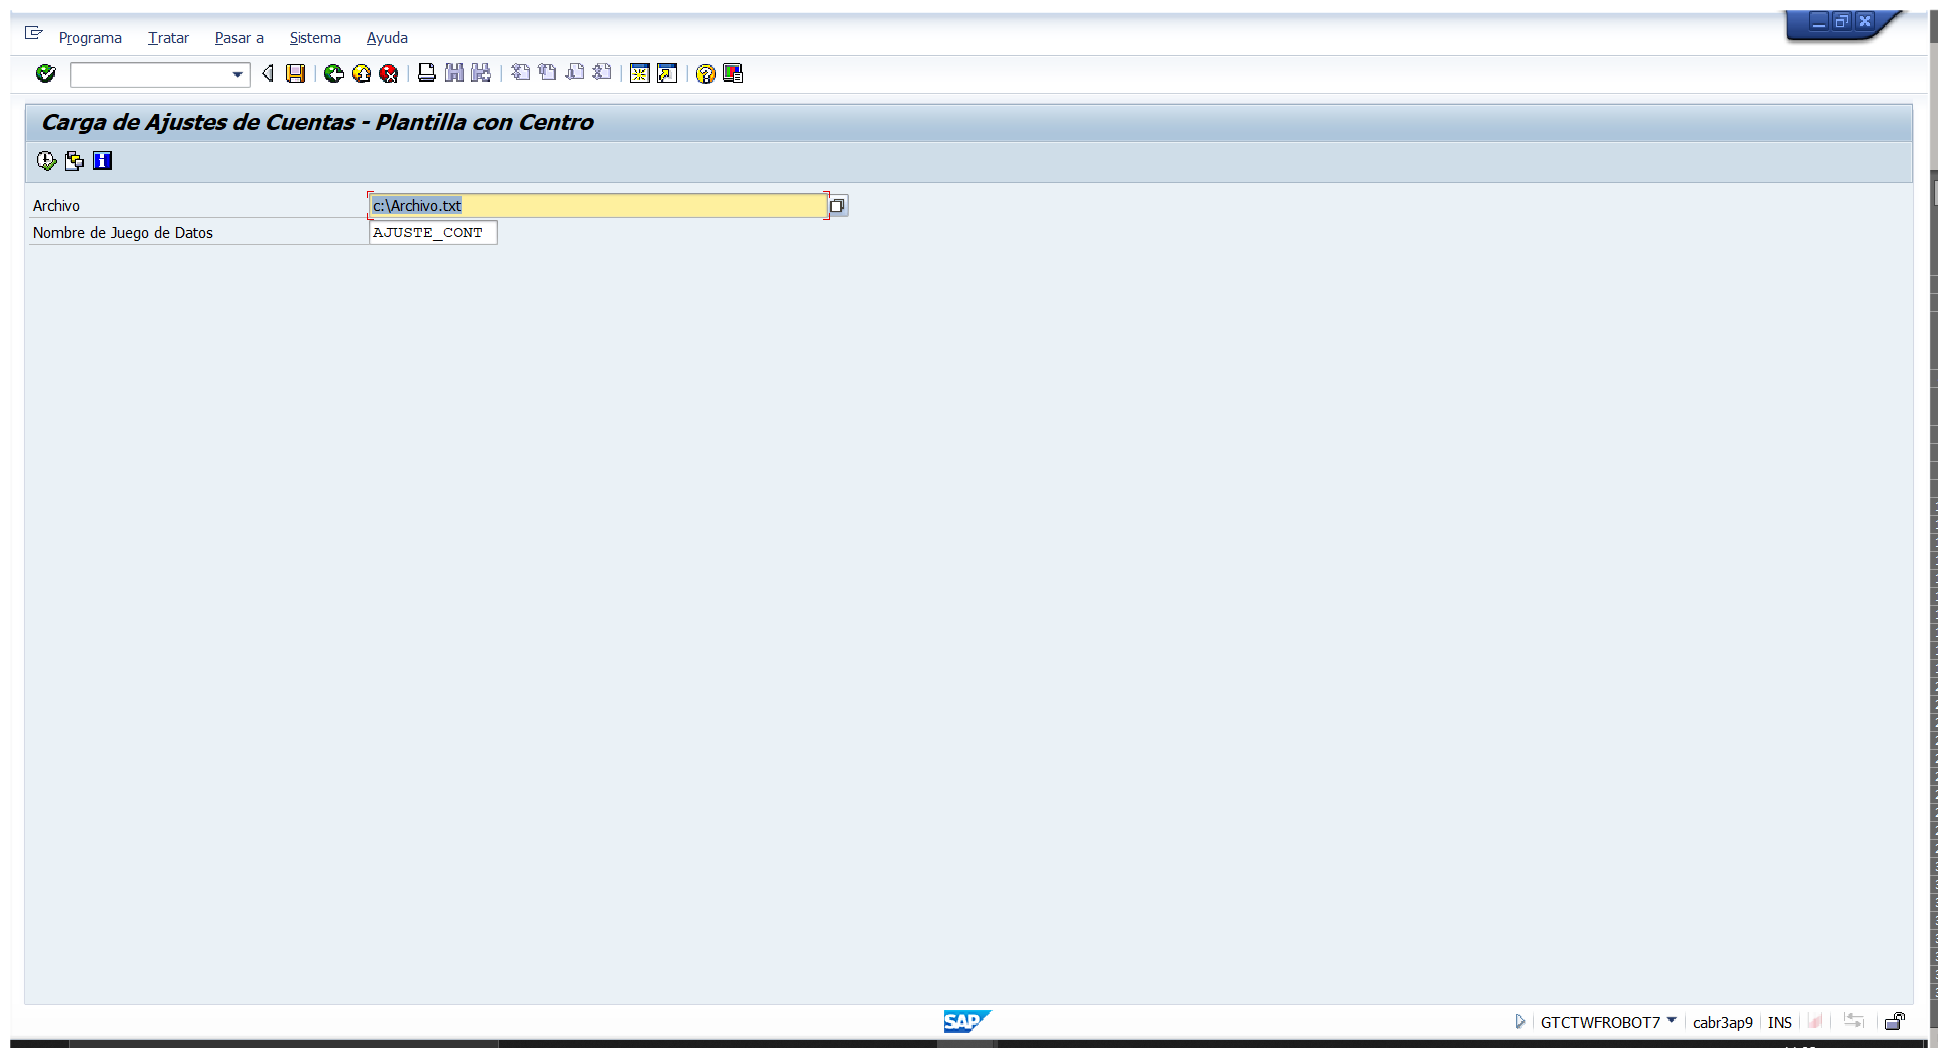 Programa Tratar Pasar a Sistema Ayuda
Carga de Ajustes de Cuentas - Plantilla con Centro
Archivo c:\Archivo.txt
Nombre de Juego de Datos AJUSTE_CONT
SAP GTCTWFROBOT7 cabr3ap9 INS